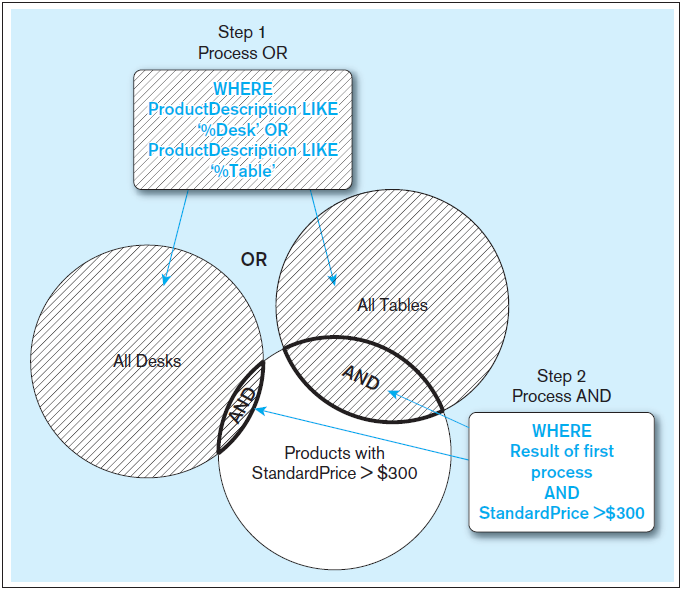 Step 1
Process OR
WHERE
ProductDescription LIKE
‘%Desk’ OR
ProductDescription LIKE
‘%Table’
OR
All Tables
All Desks
AND
AND
Step 2
Process AND
WHERE
Result of first
process
AND
StandardPrice >$300
Products with
StandardPrice > $300